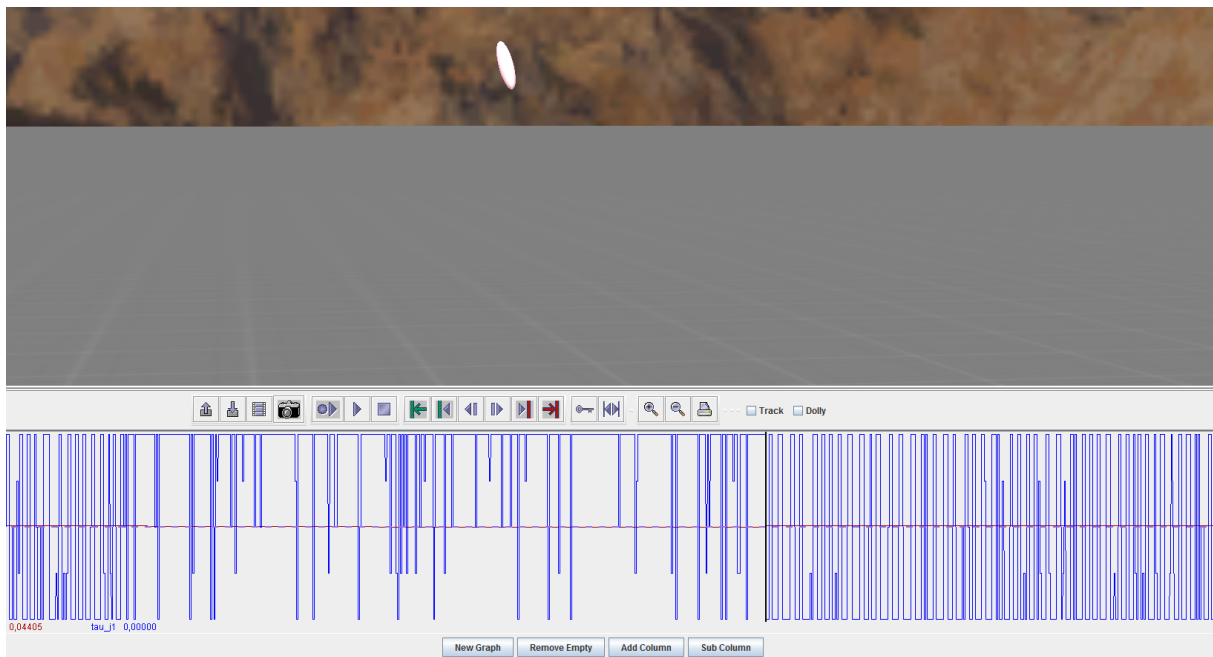 Track Dolly
0,04405 tau_j1 0,00000
New Graph Remove Empty Add Column Sub Column